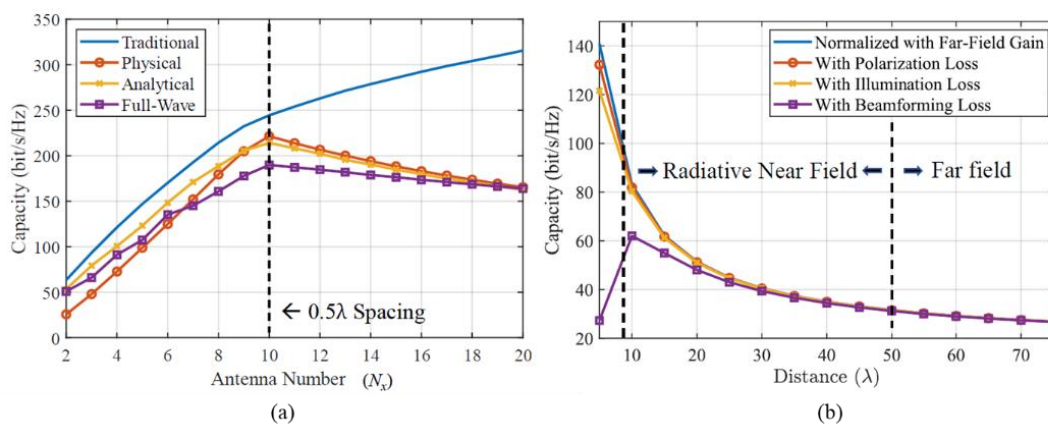 (a)
350
300
250
200
150
100
50
0
Capacity (bit/s/Hz)
Traditional
Physical
Analytical
Full-Wave
← 0.5λ Spacing
2 4 6 8 10 12 14 16 18 20
Antenna Number (Nₓ)
(a)
(b)
140
120
100
80
60
40
20
Capacity (bit/s/Hz)
Normalized with Far-Field Gain
With Polarization Loss
With Illumination Loss
With Beamforming Loss
Radiative Near Field
Far field
10 20 30 40 50 60 70
Distance (λ)
(b)